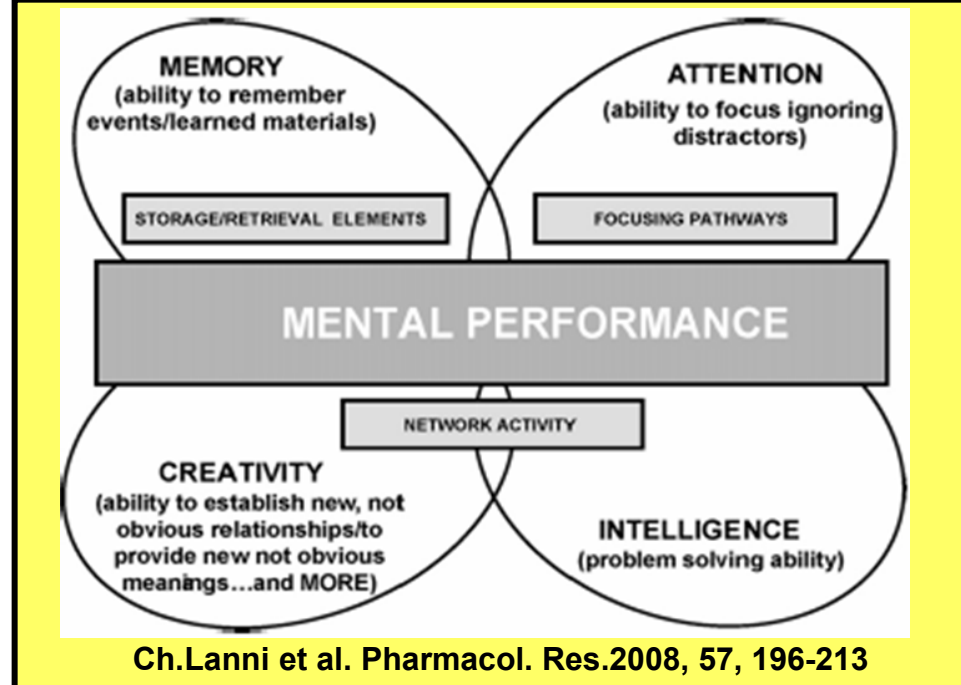 MEMORY
(ability to remember
events/learned materials)
ATTENTION
(ability to focus ignoring
distractors)
STORAGE/RETRIEVAL ELEMENTS
FOCUSING PATHWAYS
MENTAL PERFORMANCE
NETWORK ACTIVITY
CREATIVITY
(ability to establish new, not
obvious relationships/to
provide new not obvious
meanings...and MORE)
INTELLIGENCE
(problem solving ability)
Ch.Lanni et al. Pharmacol. Res.2008, 57, 196-213